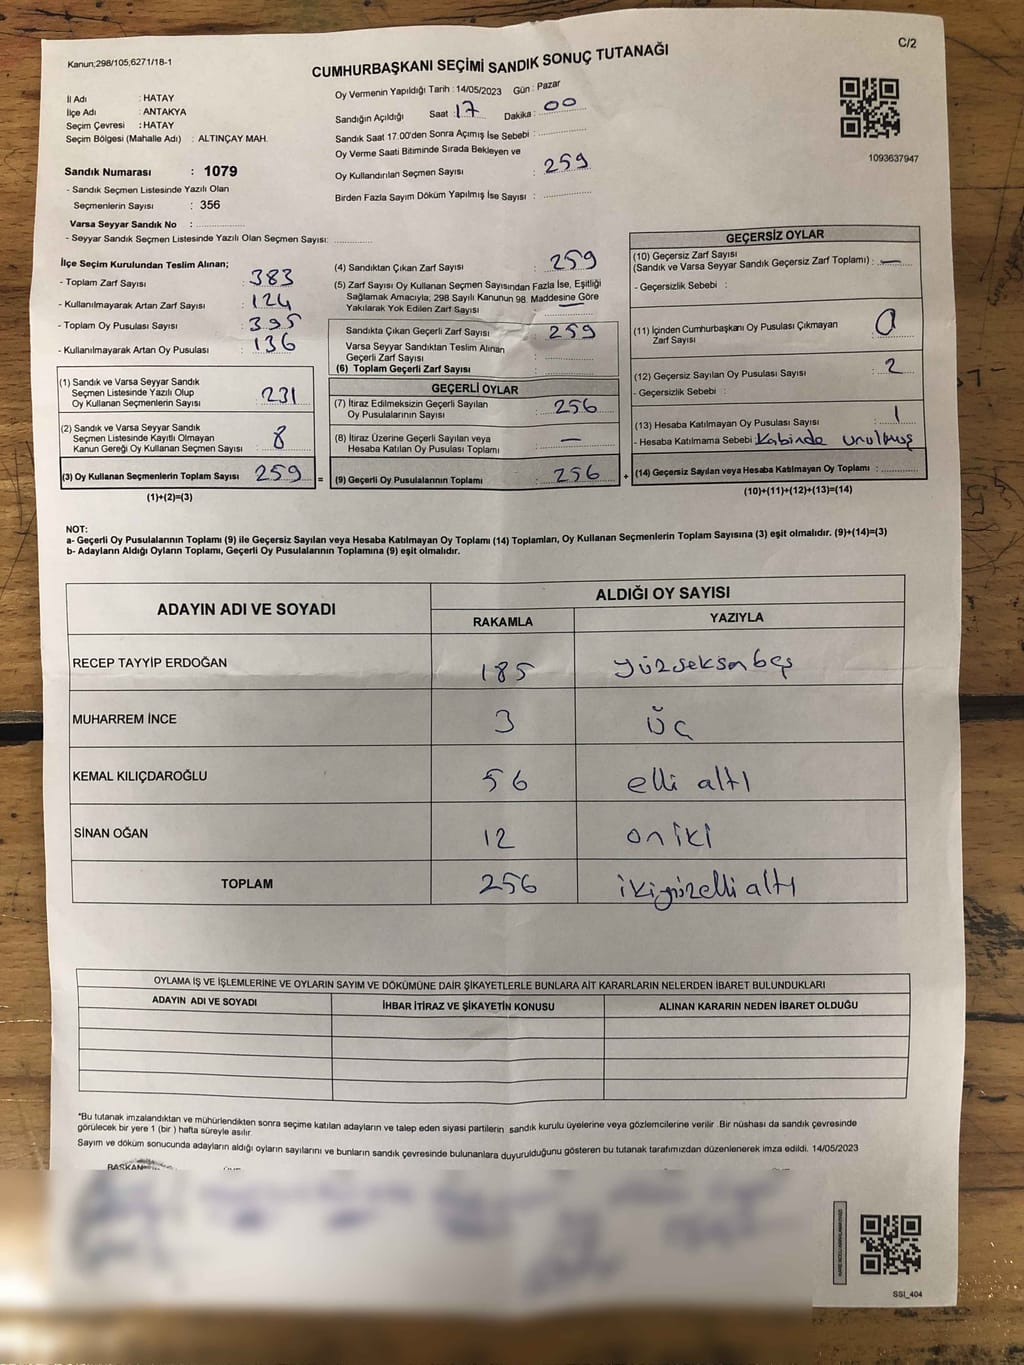 Kanun;298/105;6271/18-1
C/2
CUMHURBAŞKANI SEÇİMİ SANDIK SONUÇ TUTANAĞI
İl Adı : HATAY
İlçe Adı : ANTAKYA
Seçim Çevresi : HATAY
Seçim Bölgesi (Mahalle Adı) : ALTINÇAY MAH.
Sandık Numarası : 1079
- Sandık Seçmen Listesinde Yazılı Olan
Seçmenlerin Sayısı : 356
Varsa Seyyar Sandık No :
- Seyyar Sandık Seçmen Listesinde Yazılı Olan Seçmen Sayısı:
Oy Vermenin Yapıldığı Tarih : 14/05/2023 Gün : Pazar
Sandığın Açıldığı Saat : 17 Dakika : 00
Sandık Saat 17.00'den Sonra Açımış İse Sebebi :
Oy Verme Saati Bitiminde Sırada Bekleyen ve
Oy Kullandırılan Seçmen Sayısı : 259
Birden Fazla Sayım Döküm Yapılmış İse Sayısı :
1093637947
İlçe Seçim Kurulundan Teslim Alınan;
- Toplam Zarf Sayısı : 383
- Kullanılmayarak Artan Zarf Sayısı : 124
- Toplam Oy Pusulası Sayısı : 395
- Kullanılmayarak Artan Oy Pusulası : 136
(1) Sandık ve Varsa Seyyar Sandık
Seçmen Listesinde Yazılı Olup
Oy Kullanan Seçmenlerin Sayısı : 231
(2) Sandık ve Varsa Seyyar Sandık
Seçmen Listesinde Kayıtlı Olmayan
Kanun Gereği Oy Kullanan Seçmen Sayısı : 8
(3) Oy Kullanan Seçmenlerin Toplam Sayısı 259 =
(1)+(2)=(3)
(4) Sandıktan Çıkan Zarf Sayısı : 259
(5) Zarf Sayısı Oy Kullanan Seçmen Sayısından Fazla İse, Eşitliği
Sağlamak Amacıyla; 298 Sayılı Kanunun 98. Maddesine Göre
Yakılarak Yok Edilen Zarf Sayısı : —
Sandıkta Çıkan Geçerli Zarf Sayısı : 259
Varsa Seyyar Sandıktan Teslim Alınan
Geçerli Zarf Sayısı :
(6) Toplam Geçerli Zarf Sayısı :
GEÇERLİ OYLAR
(7) İtiraz Edilmeksizin Geçerli Sayılan
Oy Pusulalarının Sayısı : 256
(8) İtiraz Üzerine Geçerli Sayılan veya
Hesaba Katılan Oy Pusulası Toplamı : —
(9) Geçerli Oy Pusulalarının Toplamı : 256 +
GEÇERSİZ OYLAR
(10) Geçersiz Zarf Sayısı
(Sandık ve Varsa Seyyar Sandık Geçersiz Zarf Toplamı) : —
- Geçersizlik Sebebi :
(11) İçinden Cumhurbaşkanı Oy Pusulası Çıkmayan
Zarf Sayısı : 0
(12) Geçersiz Sayılan Oy Pusulası Sayısı : 2
- Geçersizlik Sebebi :
(13) Hesaba Katılmayan Oy Pusulası Sayısı : 1
- Hesaba Katılmama Sebebi : Kabinde unulmuş
(14) Geçersiz Sayılan veya Hesaba Katılmayan Oy Toplamı :
(10)+(11)+(12)+(13)=(14)
NOT:
a- Geçerli Oy Pusulalarının Toplamı (9) ile Geçersiz Sayılan veya Hesaba Katılmayan Oy Toplamı (14) Toplamları, Oy Kullanan Seçmenlerin Toplam Sayısına (3) eşit olmalıdır. (9)+(14)=(3)
b- Adayların Aldığı Oyların Toplamı, Geçerli Oy Pusulalarının Toplamına (9) eşit olmalıdır.
ADAYIN ADI VE SOYADI ALDIĞI OY SAYISI
RAKAMLA YAZIYLA
RECEP TAYYİP ERDOĞAN 185 yüzseksenbeş
MUHARREM İNCE 3 üç
KEMAL KILIÇDAROĞLU 56 elli altı
SİNAN OĞAN 12 on iki
TOPLAM 256 ikiyüzelli altı
OYLAMA İŞ VE İŞLEMLERİNE VE OYLARIN SAYIM VE DÖKÜMÜNE DAİR ŞİKAYETLERLE BUNLARA AİT KARARLARIN NELERDEN İBARET BULUNDUKLARI
ADAYIN ADI VE SOYADI İHBAR İTİRAZ VE ŞİKAYETİN KONUSU ALINAN KARARIN NEDEN İBARET OLDUĞU
*Bu tutanak imzalandıktan ve mühürlendikten sonra seçime katılan adayların ve talep eden siyasi partilerin sandık kurulu üyelerine veya gözlemcilerine verilir .Bir nüshası da sandık çevresinde
görülecek bir yere 1 (bir ) hafta süreyle asılır.
Sayım ve döküm sonucunda adayların aldığı oyların sayılarını ve bunların sandık çevresinde bulunanlara duyurulduğunu gösteren bu tutanak tarafımızdan düzenlenerek imza edildi. 14/05/2023
BAŞKAN
SSI_404